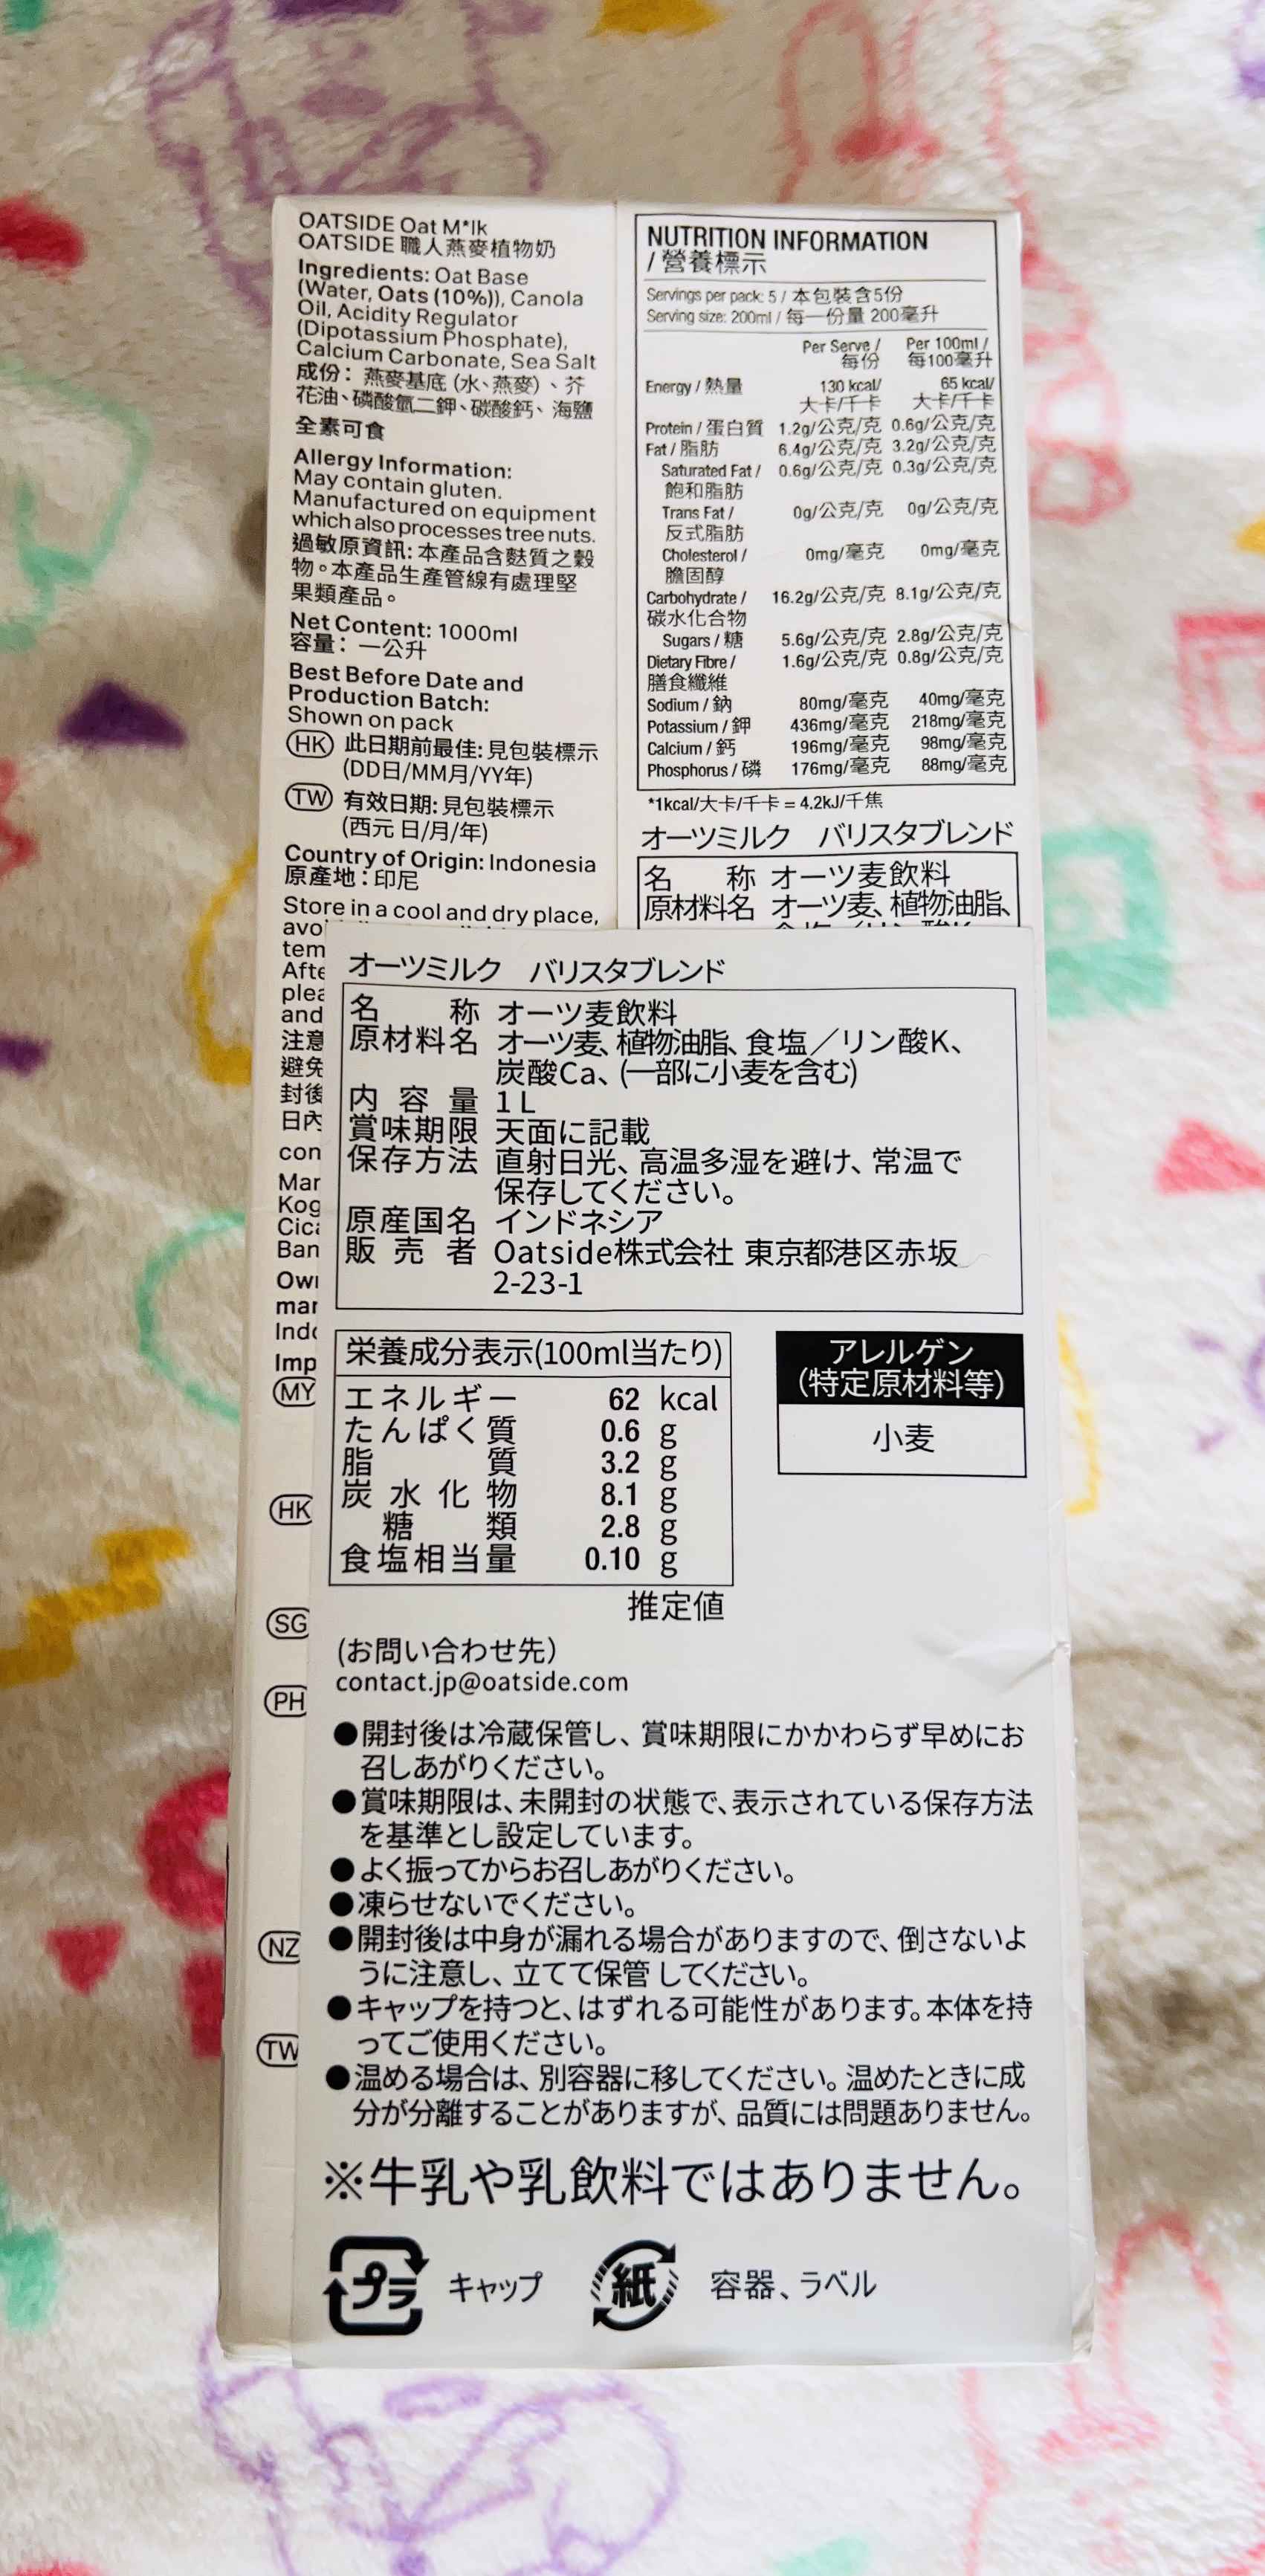 OATSIDE Oat M*lk
OATSIDE 職人燕麥植物奶
Ingredients: Oat Base
(Water, Oats (10%)), Canola
Oil, Acidity Regulator
(Dipotassium Phosphate),
Calcium Carbonate, Sea Salt
成份：燕麥基底（水、燕麥）、芥
花油、磷酸氫二鉀、碳酸鈣、海鹽
全素可食
Allergy Information:
May contain gluten.
Manufactured on equipment
which also processes tree nuts.
過敏原資訊:本產品含麩質之穀
物。本產品生產管線有處理堅
果類產品。
Net Content: 1000ml
容量：一公升
Best Before Date and
Production Batch:
Shown on pack
HK 此日期前最佳:見包裝標示
(DD日/MM月/YY年)
TW 有效日期:見包裝標示
(西元 日/月/年)
Country of Origin: Indonesia
原產地：印尼
Store in a cool and dry place,
avo
tem
Afte
plea
and
注意
避免
封後
日內
con
Mar
Kog
Cica
Ban
Own
mar
Indo
Imp
MY
HK
SG
PH
NZ
TW
NUTRITION INFORMATION
/ 營養標示
Servings per pack: 5 / 本包裝含5份
Serving size: 200ml / 每一份量 200毫升
Per Serve / Per 100ml /
每份 每100毫升
Energy / 熱量 130 kcal/ 65 kcal/
大卡/千卡 大卡/千卡
Protein / 蛋白質 1.2g/公克/克 0.6g/公克/克
Fat / 脂肪 6.4g/公克/克 3.2g/公克/克
Saturated Fat / 0.6g/公克/克 0.3g/公克/克
飽和脂肪
Trans Fat / 0g/公克/克 0g/公克/克
反式脂肪
Cholesterol / 0mg/毫克 0mg/毫克
膽固醇
Carbohydrate / 16.2g/公克/克 8.1g/公克/克
碳水化合物
Sugars / 糖 5.6g/公克/克 2.8g/公克/克
Dietary Fibre / 1.6g/公克/克 0.8g/公克/克
膳食纖維
Sodium / 鈉 80mg/毫克 40mg/毫克
Potassium / 鉀 436mg/毫克 218mg/毫克
Calcium / 鈣 196mg/毫克 98mg/毫克
Phosphorus / 磷 176mg/毫克 88mg/毫克
*1kcal/大卡/千卡 = 4.2kJ/千焦
オーツミルク バリスタブレンド
名称 オーツ麦飲料
原材料名 オーツ麦、植物油脂、
オーツミルク バリスタブレンド
名称 オーツ麦飲料
原材料名 オーツ麦、植物油脂、食塩／リン酸K、
炭酸Ca、(一部に小麦を含む)
内容量 1L
賞味期限 天面に記載
保存方法 直射日光、高温多湿を避け、常温で
保存してください。
原産国名 インドネシア
販売者 Oatside株式会社 東京都港区赤坂
2-23-1
栄養成分表示(100ml当たり)
エネルギー 62 kcal
たんぱく質 0.6 g
脂質 3.2 g
炭水化物 8.1 g
糖類 2.8 g
食塩相当量 0.10 g
推定値
アレルゲン
(特定原材料等)
小麦
(お問い合わせ先)
contact.jp@oatside.com
●開封後は冷蔵保管し、賞味期限にかかわらず早めにお
召しあがりください。
●賞味期限は、未開封の状態で、表示されている保存方法
を基準とし設定しています。
●よく振ってからお召しあがりください。
●凍らせないでください。
●開封後は中身が漏れる場合がありますので、倒さないよ
うに注意し、立てて保管 してください。
●キャップを持つと、はずれる可能性があります。本体を持
ってご使用ください。
●温める場合は、別容器に移してください。温めたときに成
分が分離することがありますが、品質には問題ありません。
※牛乳や乳飲料ではありません。
プラ キャップ 紙 容器、ラベル